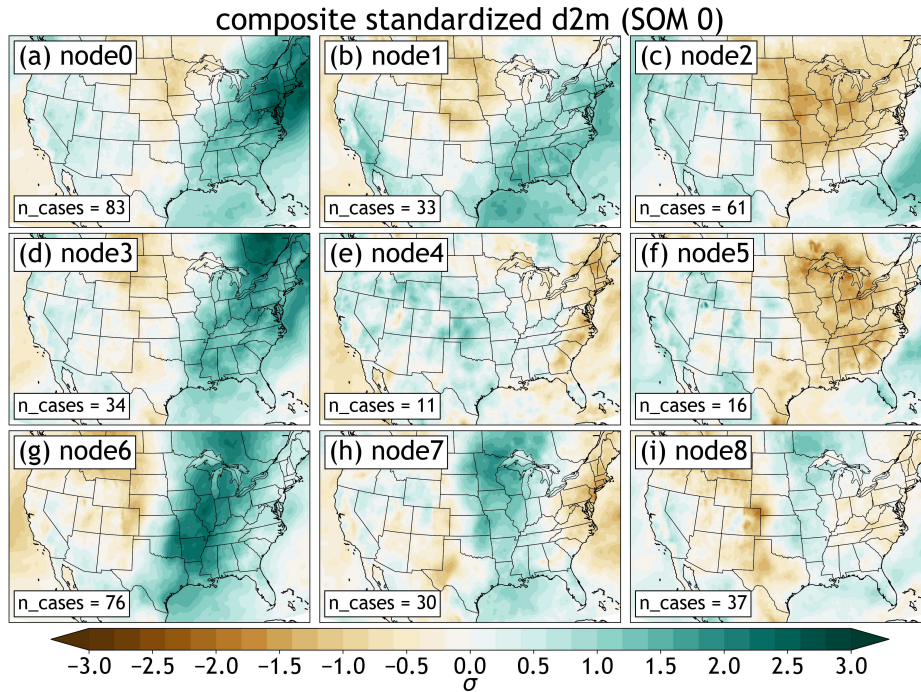 composite standardized d2m (SOM 0)
(a) node0
(b) node1
(c) node2
n_cases = 83
n_cases = 33
n_cases = 61
(d) node3
(e) node4
(f) node5
n_cases = 34
n_cases = 11
n_cases = 16
(g) node6
(h) node7
(i) node8
n_cases = 76
n_cases = 30
n_cases = 37
−3.0 −2.5 −2.0 −1.5 −1.0 −0.5 0.0 0.5 1.0 1.5 2.0 2.5 3.0
σ